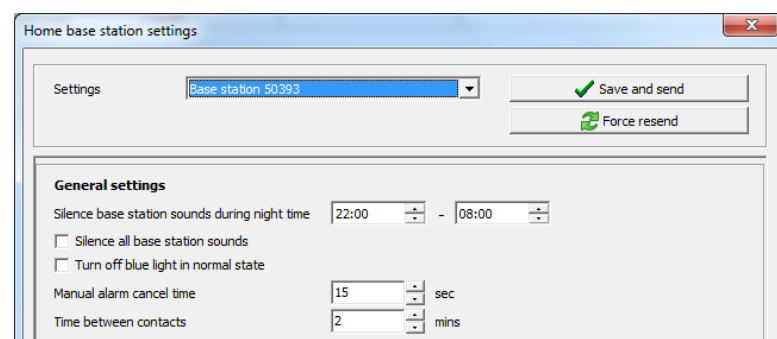 Home base station settings
Settings Base station 50393 Save and send
Force resend
General settings
Silence base station sounds during night time 22:00 - 08:00
Silence all base station sounds
Turn off blue light in normal state
Manual alarm cancel time 15 sec
Time between contacts 2 mins